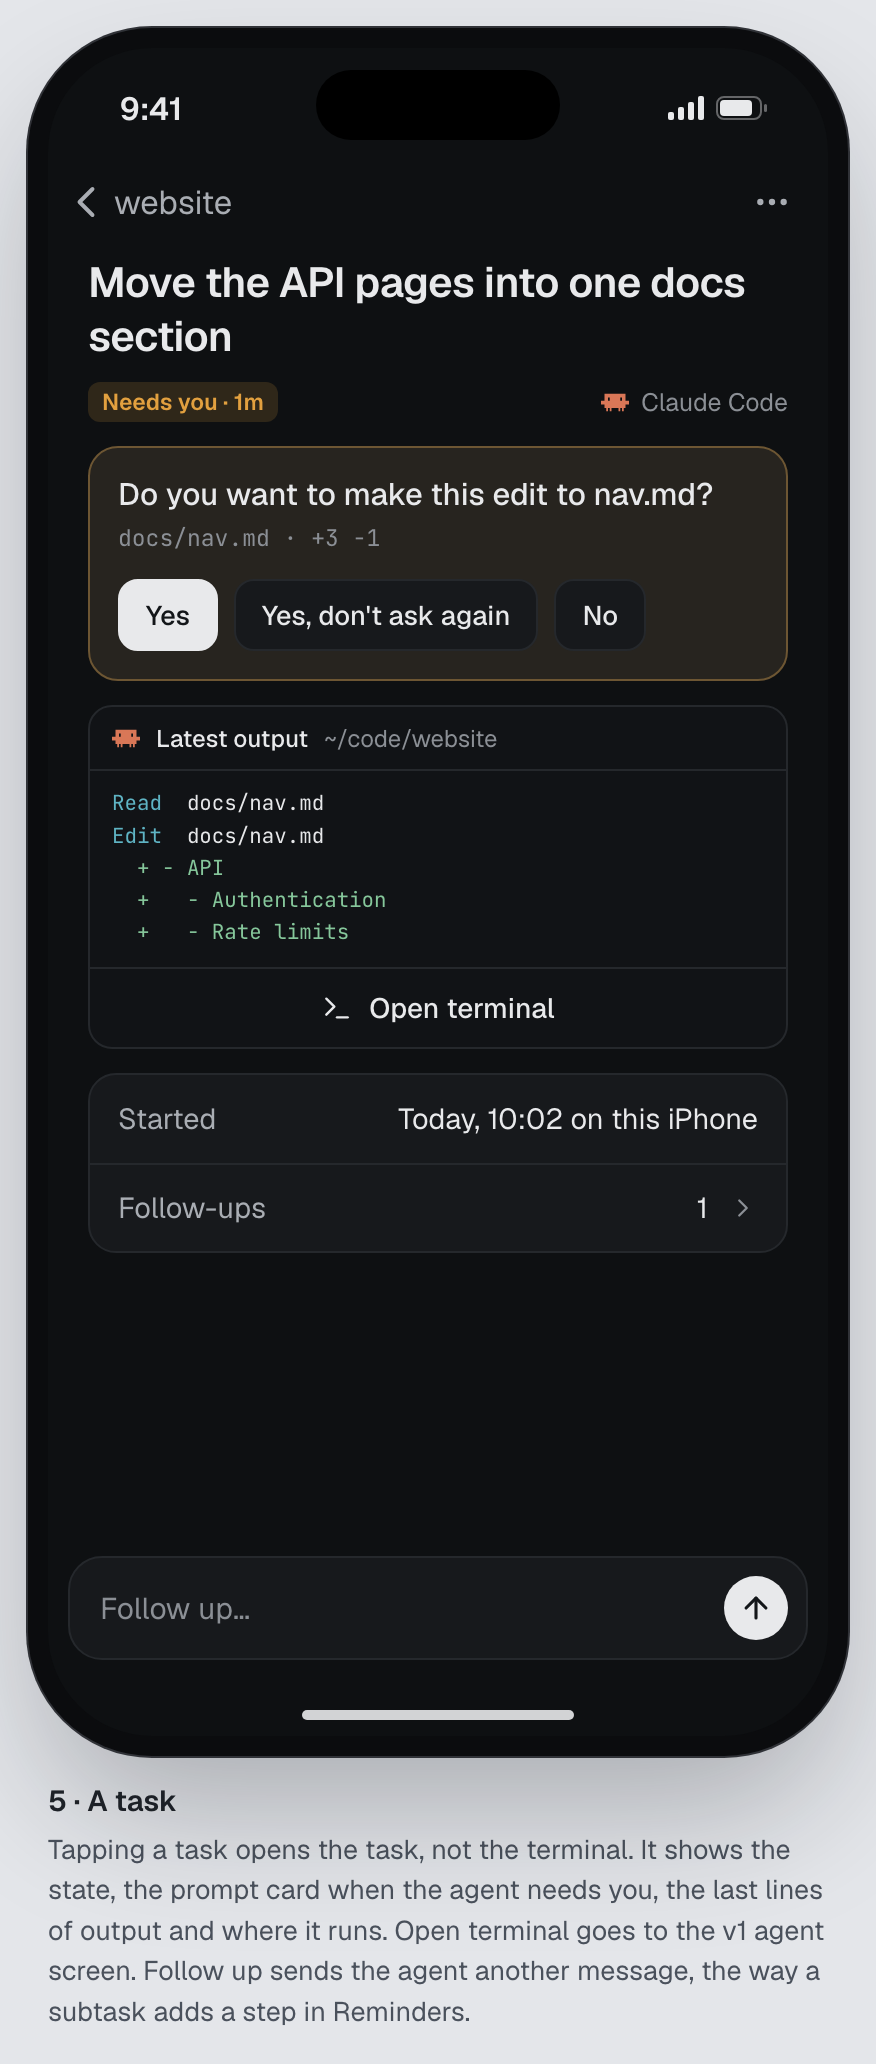 9:41
website
Move the API pages into one docs
section
Needs you · 1m
Claude Code
Do you want to make this edit to nav.md?
docs/nav.md · +3 -1
Yes
Yes, don't ask again
No
Latest output ~/code/website
Read docs/nav.md
Edit docs/nav.md
+ - API
+ - Authentication
+ - Rate limits
>_ Open terminal
Started Today, 10:02 on this iPhone
Follow-ups 1
Follow up...
5 · A task
Tapping a task opens the task, not the terminal. It shows the
state, the prompt card when the agent needs you, the last lines
of output and where it runs. Open terminal goes to the v1 agent
screen. Follow up sends the agent another message, the way a
subtask adds a step in Reminders.